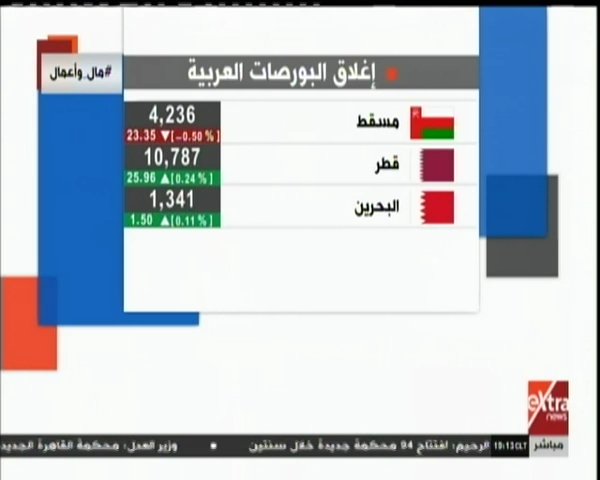 #مال_وأعمال
إغلاق البورصات العربية
مسقط
4,236
23.35 ▼[-0.50 %]
قطر
10,787
25.96 ▲[0.24 %]
البحرين
1,341
1.50 ▲[0.11 %]
eXtra
news
مباشر
19:13 CLT
الرحيم: افتتاح 94 محكمة جديدة خلال سنتين
وزير العدل: محكمة القاهرة الجديد